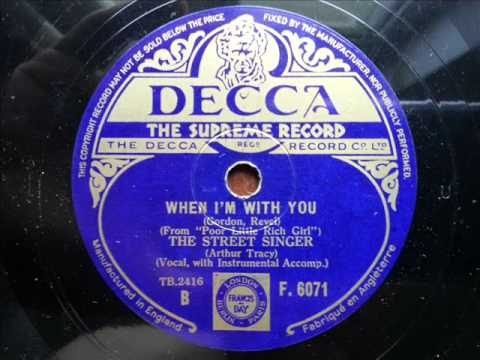 THIS COPYRIGHT RECORD MAY NOT BE SOLD BELOW THE PRICE FIXED BY THE MANUFACTURER, NOR PUBLICLY PERFORMED.
DECCA
THE SUPREME RECORD
THE DECCA REGD RECORD CO. LTD
WHEN I'M WITH YOU
(Gordon, Revel)
(From "Poor Little Rich Girl")
THE STREET SINGER
(Arthur Tracy)
(Vocal, with Instrumental Accomp.)
TB.2416
B
F. 6071
LONDON
FRANCIS
&
DAY
BERLIN PARIS
Manufactured in England
Fabriqué en Angleterre